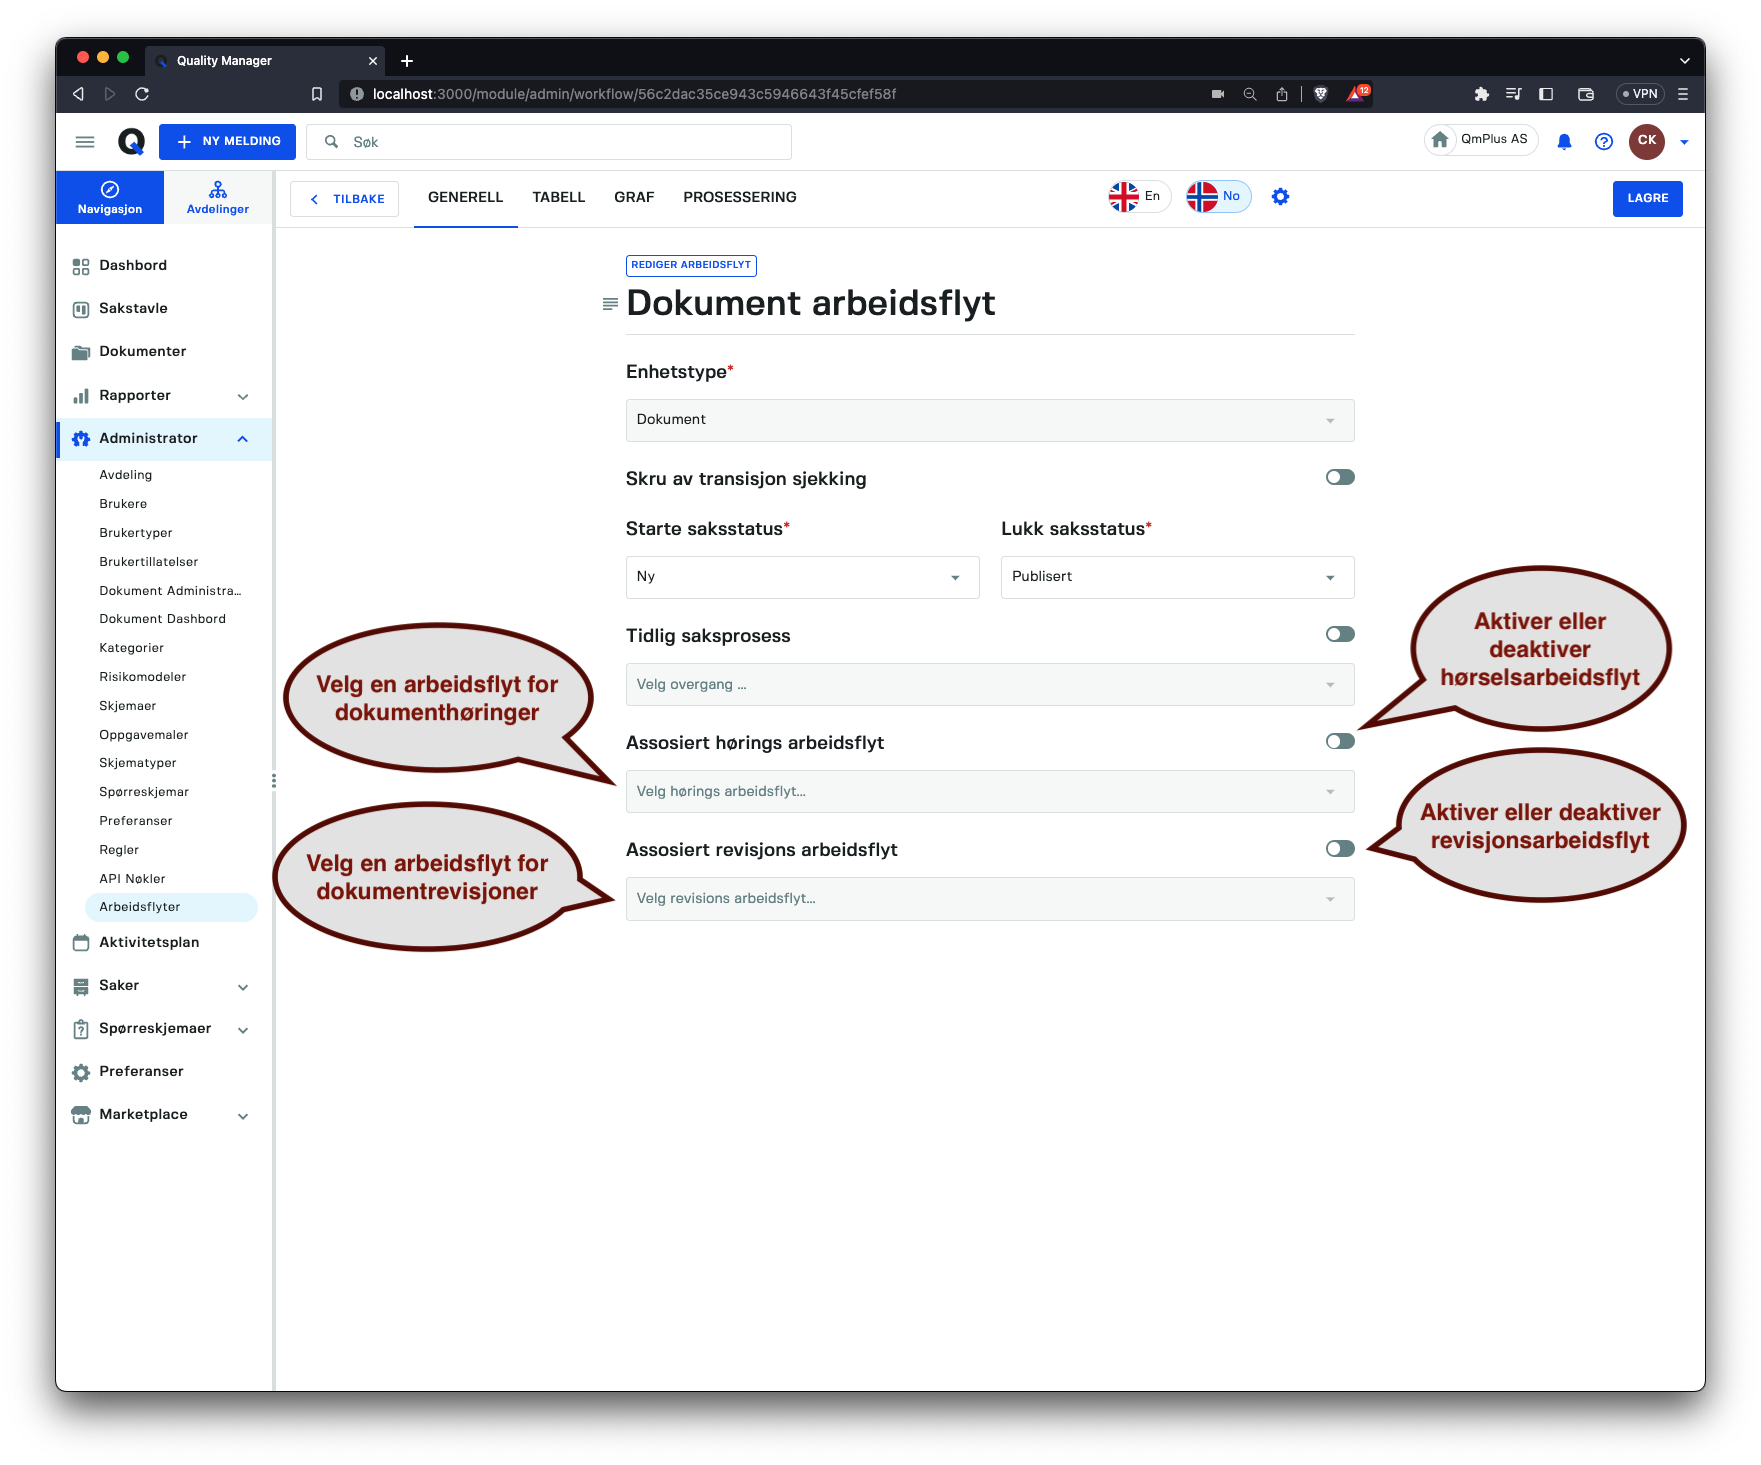 Quality Manager
localhost:3000/module/admin/workflow/56c2dac35ce943c5946643f45cfef58f
12
VPN
NY MELDING
Søk
QmPlus AS
CK
Navigasjon
Avdelinger
TILBAKE
GENERELL
TABELL
GRAF
PROSESSERING
En
No
LAGRE
Dashbord
Sakstavle
Dokumenter
Rapporter
Administrator
Avdeling
Brukere
Brukertyper
Brukertillatelser
Dokument Administra...
Dokument Dashbord
Kategorier
Risikomodeler
Skjemaer
Oppgavemaler
Skjematyper
Spørreskjemar
Preferanser
Regler
API Nøkler
Arbeidsflyter
Aktivitetsplan
Saker
Spørreskjemaer
Preferanser
Marketplace
REDIGER ARBEIDSFLYT
Dokument arbeidsflyt
Enhetstype*
Dokument
Skru av transisjon sjekking
Starte saksstatus*
Lukk saksstatus*
Ny
Publisert
Tidlig saksprosess
Velg overgang ...
Assosiert hørings arbeidsflyt
Velg hørings arbeidsflyt...
Assosiert revisjons arbeidsflyt
Velg revisions arbeidsflyt...
Velg en arbeidsflyt for
dokumenthøringer
Velg en arbeidsflyt for
dokumentrevisjoner
Aktiver eller
deaktiver
hørselsarbeidsflyt
Aktiver eller deaktiver
revisjonsarbeidsflyt